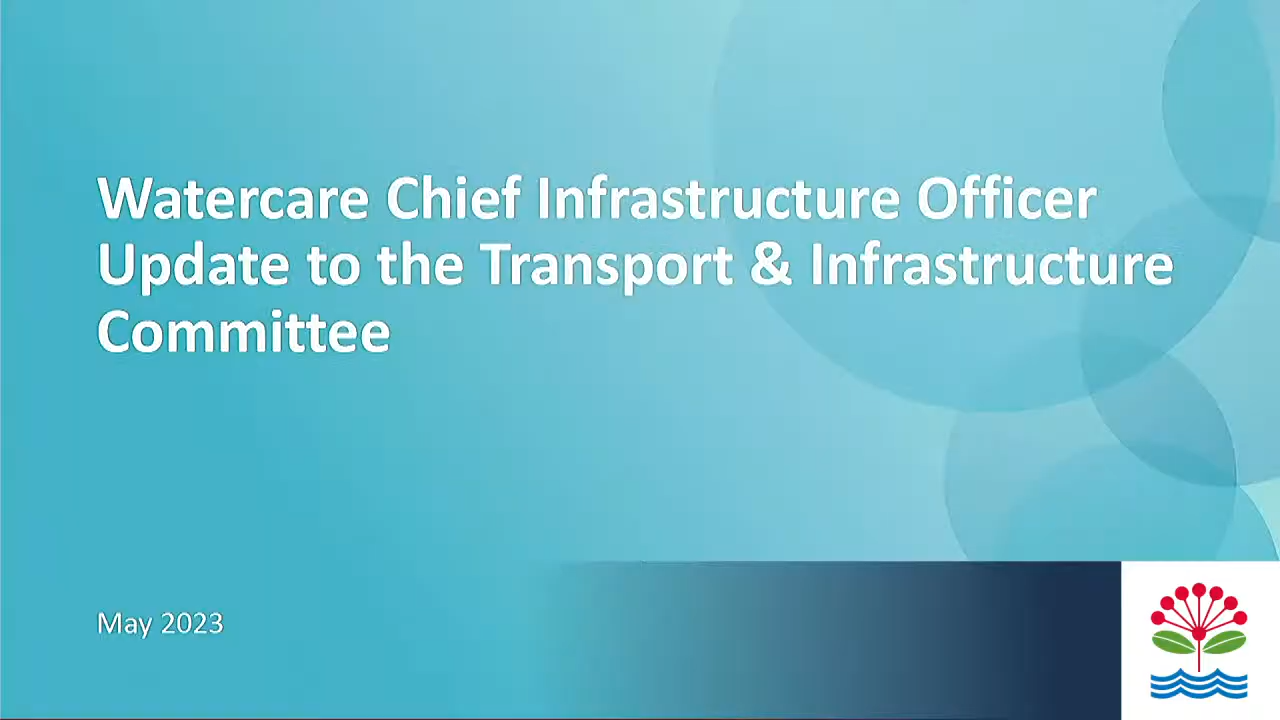 Watercare Chief Infrastructure Officer
Update to the Transport & Infrastructure
Committee
May 2023